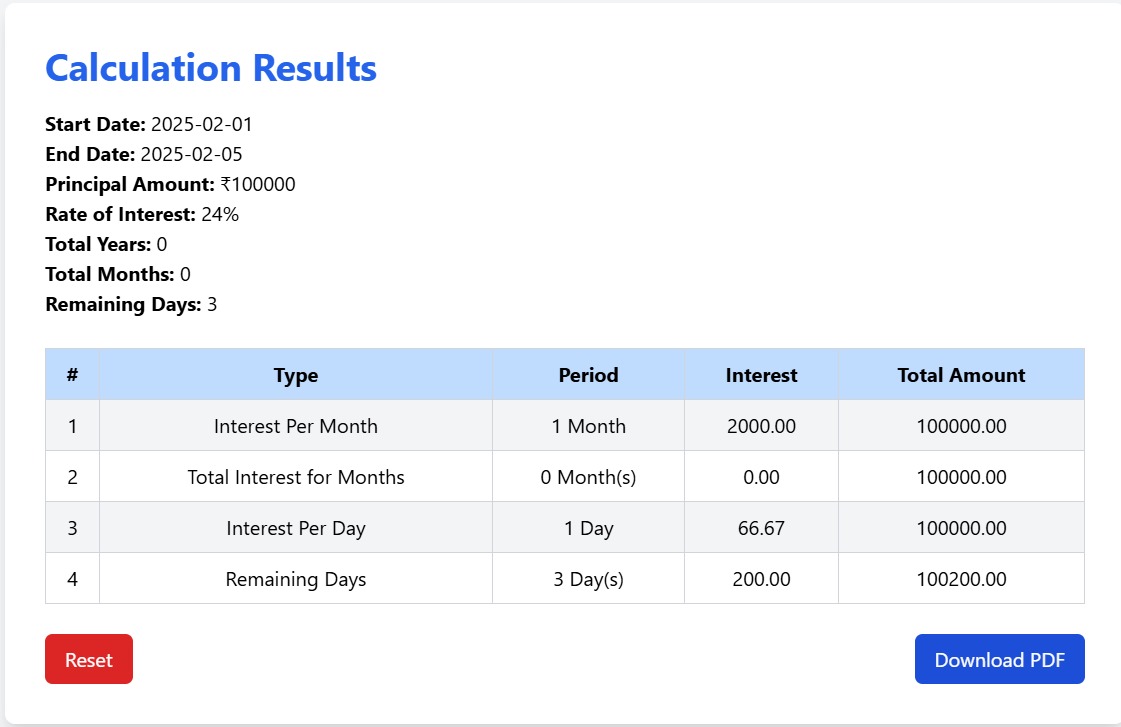 Calculation Results
Start Date: 2025-02-01
End Date: 2025-02-05
Principal Amount: ₹100000
Rate of Interest: 24%
Total Years: 0
Total Months: 0
Remaining Days: 3
# Type Period Interest Total Amount
1 Interest Per Month 1 Month 2000.00 100000.00
2 Total Interest for Months 0 Month(s) 0.00 100000.00
3 Interest Per Day 1 Day 66.67 100000.00
4 Remaining Days 3 Day(s) 200.00 100200.00
Reset Download PDF